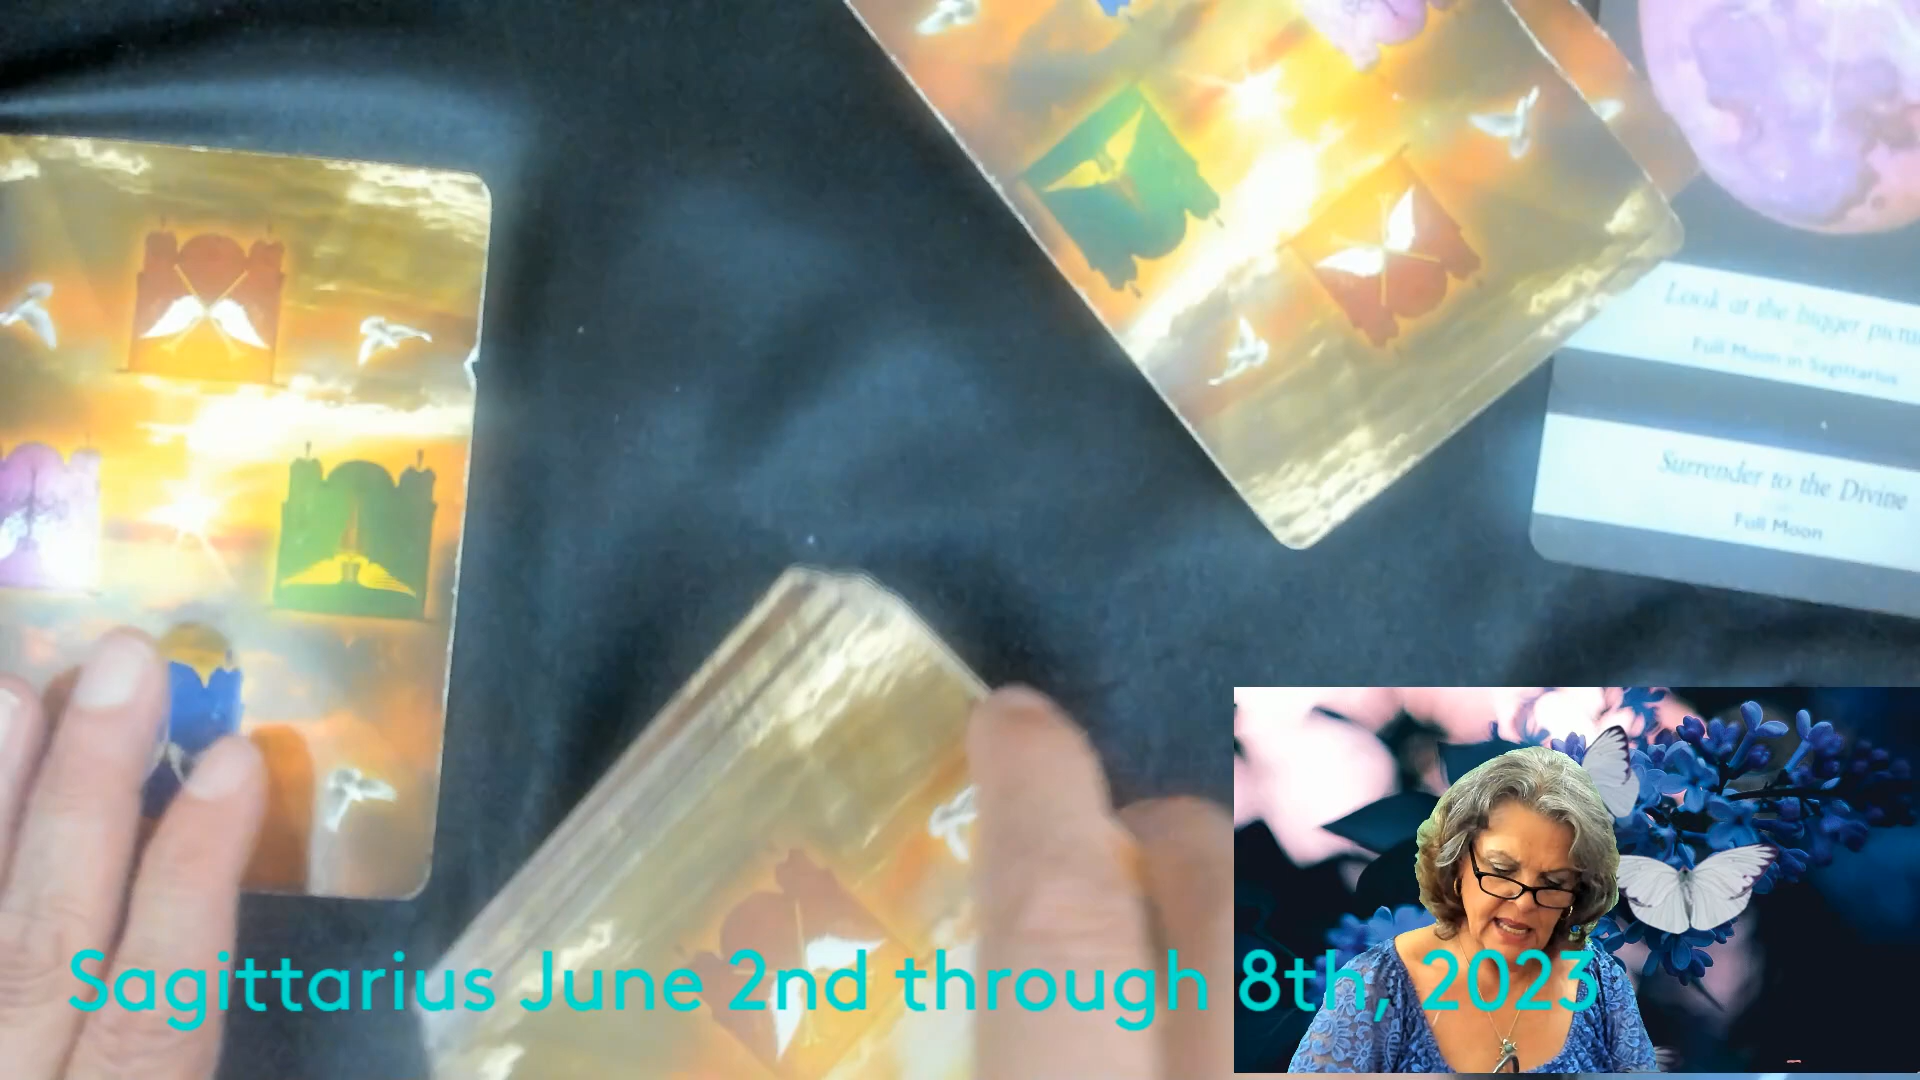 Look at the bigger
Full Moon in Sagittarius
Surrender to the Divine
Full Moon
Sagittarius June 2nd through 8th, 2023